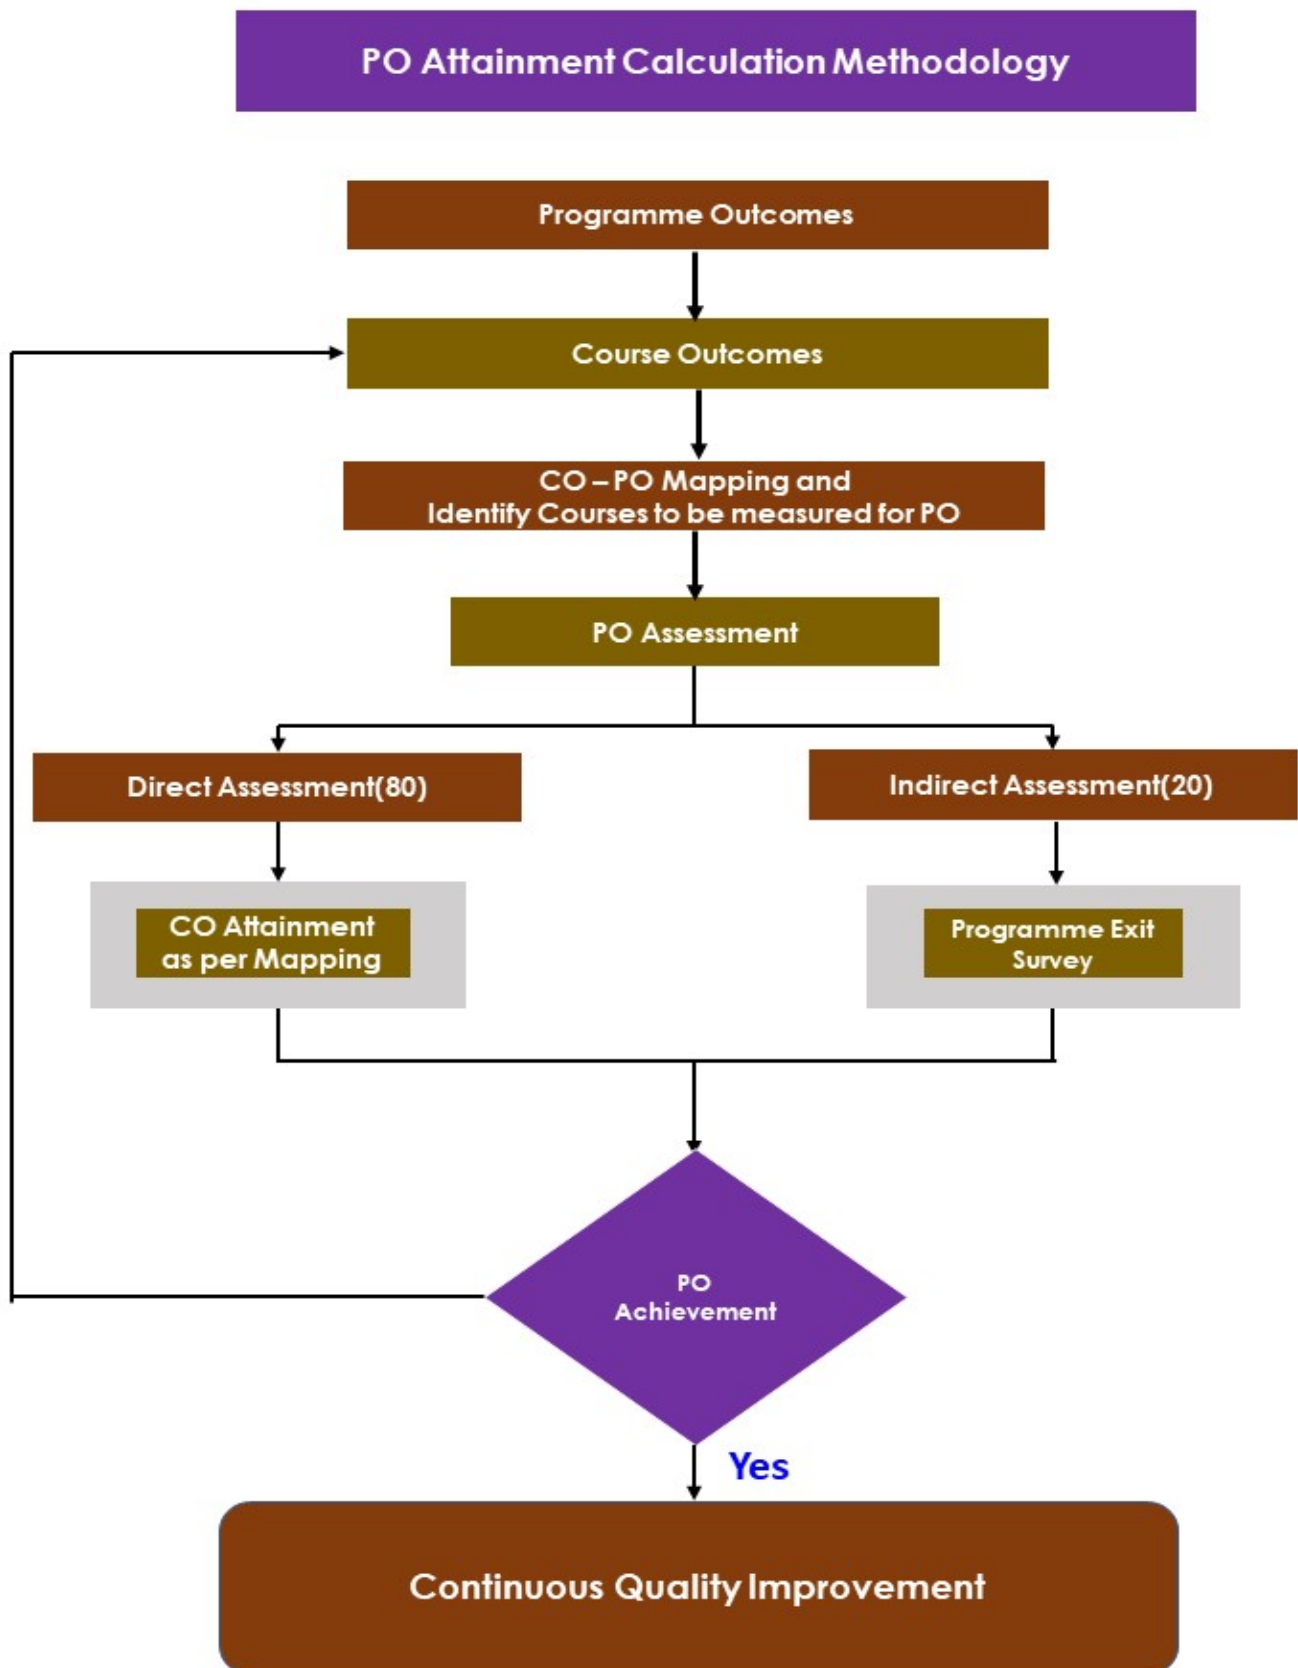 PO Attainment Calculation Methodology
Programme Outcomes
Course Outcomes
CO – PO Mapping and
Identify Courses to be measured for PO
PO Assessment
Direct Assessment(80)
Indirect Assessment(20)
CO Attainment
as per Mapping
Programme Exit
Survey
PO
Achievement
Yes
Continuous Quality Improvement